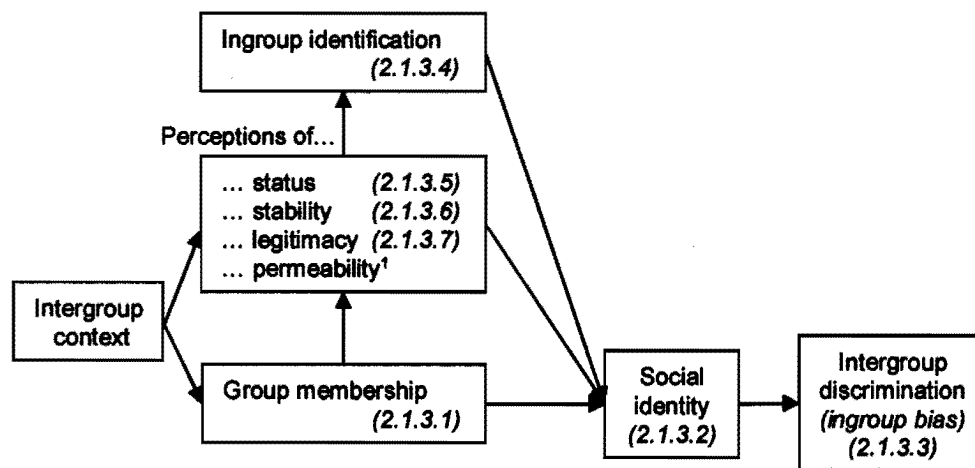 Ingroup identification
(2.1.3.4)
Perceptions of...
... status (2.1.3.5)
... stability (2.1.3.6)
... legitimacy (2.1.3.7)
... permeability¹
Intergroup
context
Group membership
(2.1.3.1)
Social
identity
(2.1.3.2)
Intergroup
discrimination
(ingroup bias)
(2.1.3.3)